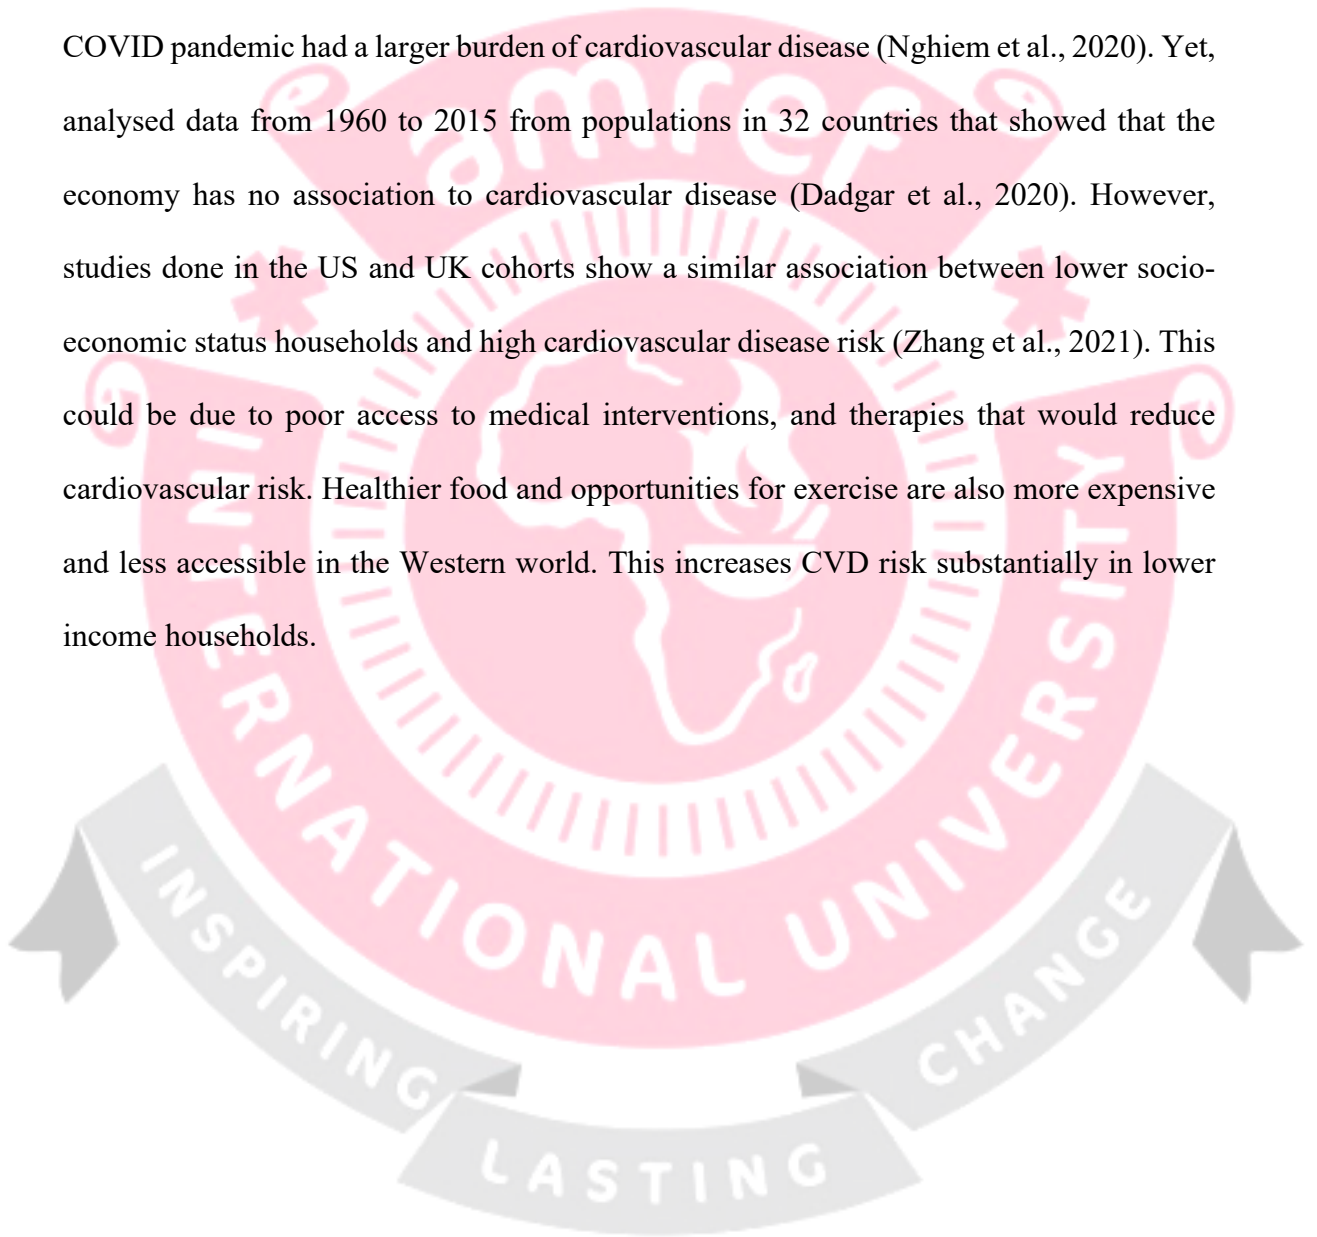 COVID pandemic had a larger burden of cardiovascular disease (Nghiem et al., 2020). Yet,
analysed data from 1960 to 2015 from populations in 32 countries that showed that the
economy has no association to cardiovascular disease (Dadgar et al., 2020). However,
studies done in the US and UK cohorts show a similar association between lower socio-
economic status households and high cardiovascular disease risk (Zhang et al., 2021). This
could be due to poor access to medical interventions, and therapies that would reduce
cardiovascular risk. Healthier food and opportunities for exercise are also more expensive
and less accessible in the Western world. This increases CVD risk substantially in lower
income households.
amref
INTERNATIONAL UNIVERSITY
INSPIRING
LASTING
CHANGE